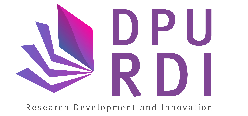 DPU
RDI
Research Development and Innovation